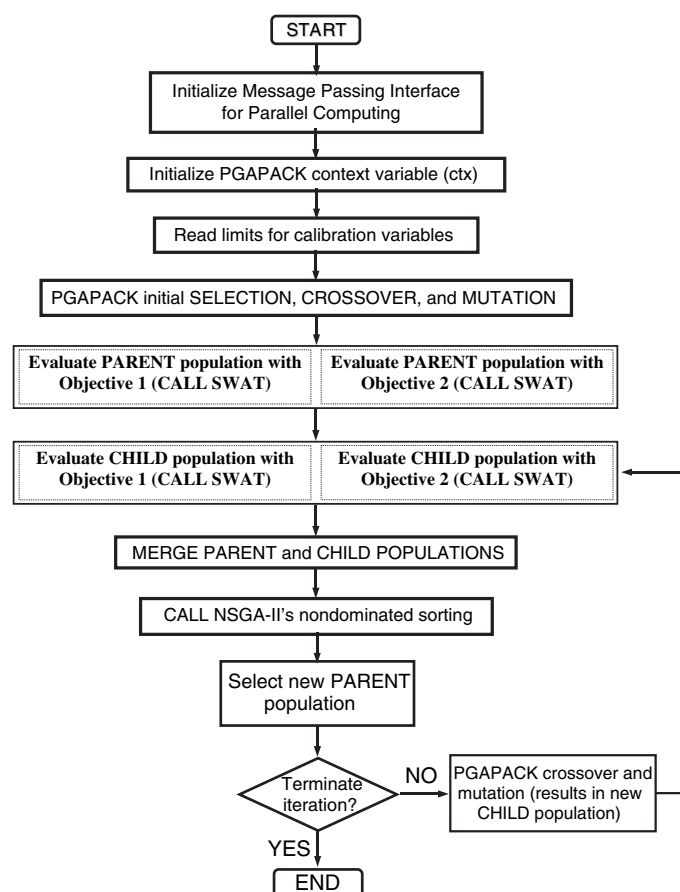 START
Initialize Message Passing Interface
for Parallel Computing
Initialize PGAPACK context variable (ctx)
Read limits for calibration variables
PGAPACK initial SELECTION, CROSSOVER, and MUTATION
Evaluate PARENT population with
Objective 1 (CALL SWAT)
Evaluate PARENT population with
Objective 2 (CALL SWAT)
Evaluate CHILD population with
Objective 1 (CALL SWAT)
Evaluate CHILD population with
Objective 2 (CALL SWAT)
MERGE PARENT and CHILD POPULATIONS
CALL NSGA-II's nondominated sorting
Select new PARENT
population
Terminate
iteration?
NO
PGAPACK crossover and
mutation (results in new
CHILD population)
YES
END